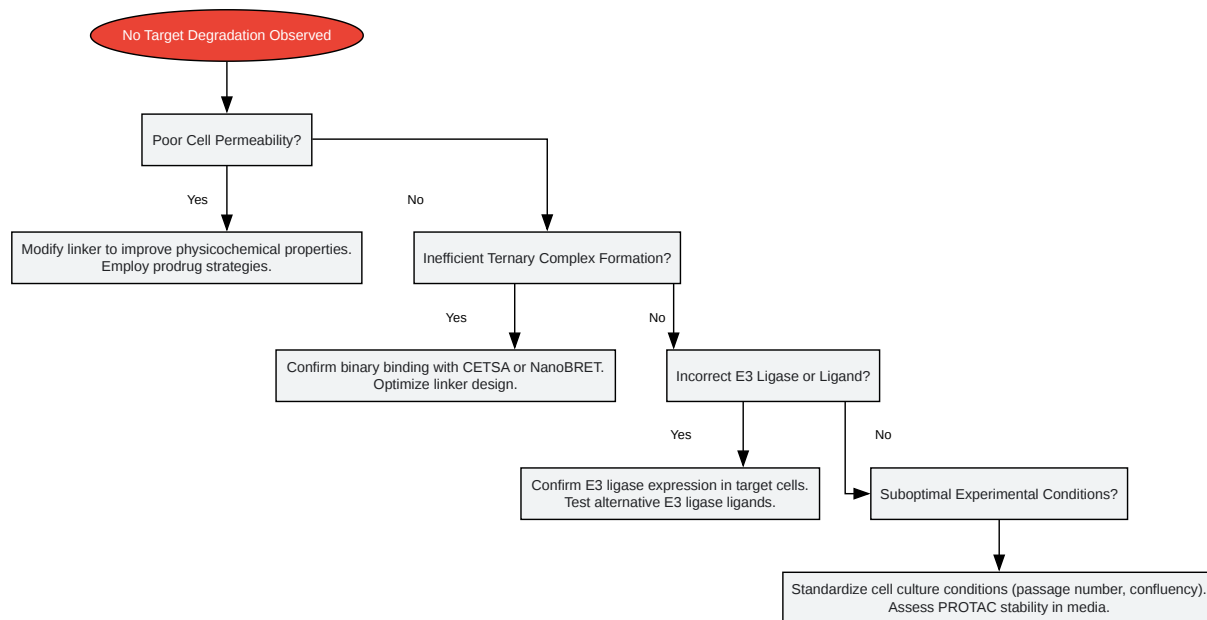 No Target Degradation Observed
Poor Cell Permeability?
Yes
No
Modify linker to improve physicochemical properties.
Employ prodrug strategies.
Inefficient Ternary Complex Formation?
Yes
No
Confirm binary binding with CETSA or NanoBRET.
Optimize linker design.
Incorrect E3 Ligase or Ligand?
Yes
No
Confirm E3 ligase expression in target cells.
Test alternative E3 ligase ligands.
Suboptimal Experimental Conditions?
Standardize cell culture conditions (passage number, confluency).
Assess PROTAC stability in media.